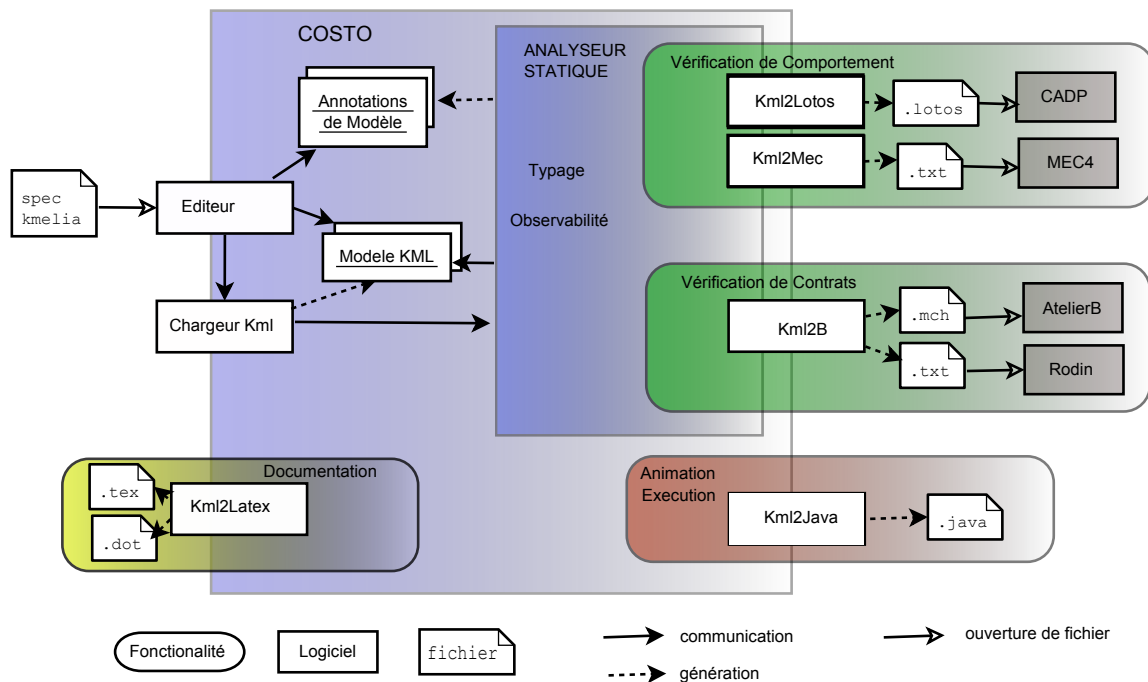 COSTO
ANALYSEUR
STATIQUE
Annotations
de Modèle
Typage
Observabilité
spec
kmelia
Editeur
Modele KML
Chargeur Kml
Vérification de Comportement
Kml2Lotos
.lotos
CADP
Kml2Mec
.txt
MEC4
Vérification de Contrats
Kml2B
.mch
AtelierB
.txt
Rodin
Documentation
.tex
Kml2Latex
.dot
Animation
Execution
Kml2Java
.java
Fonctionalité
Logiciel
fichier
communication
génération
ouverture de fichier